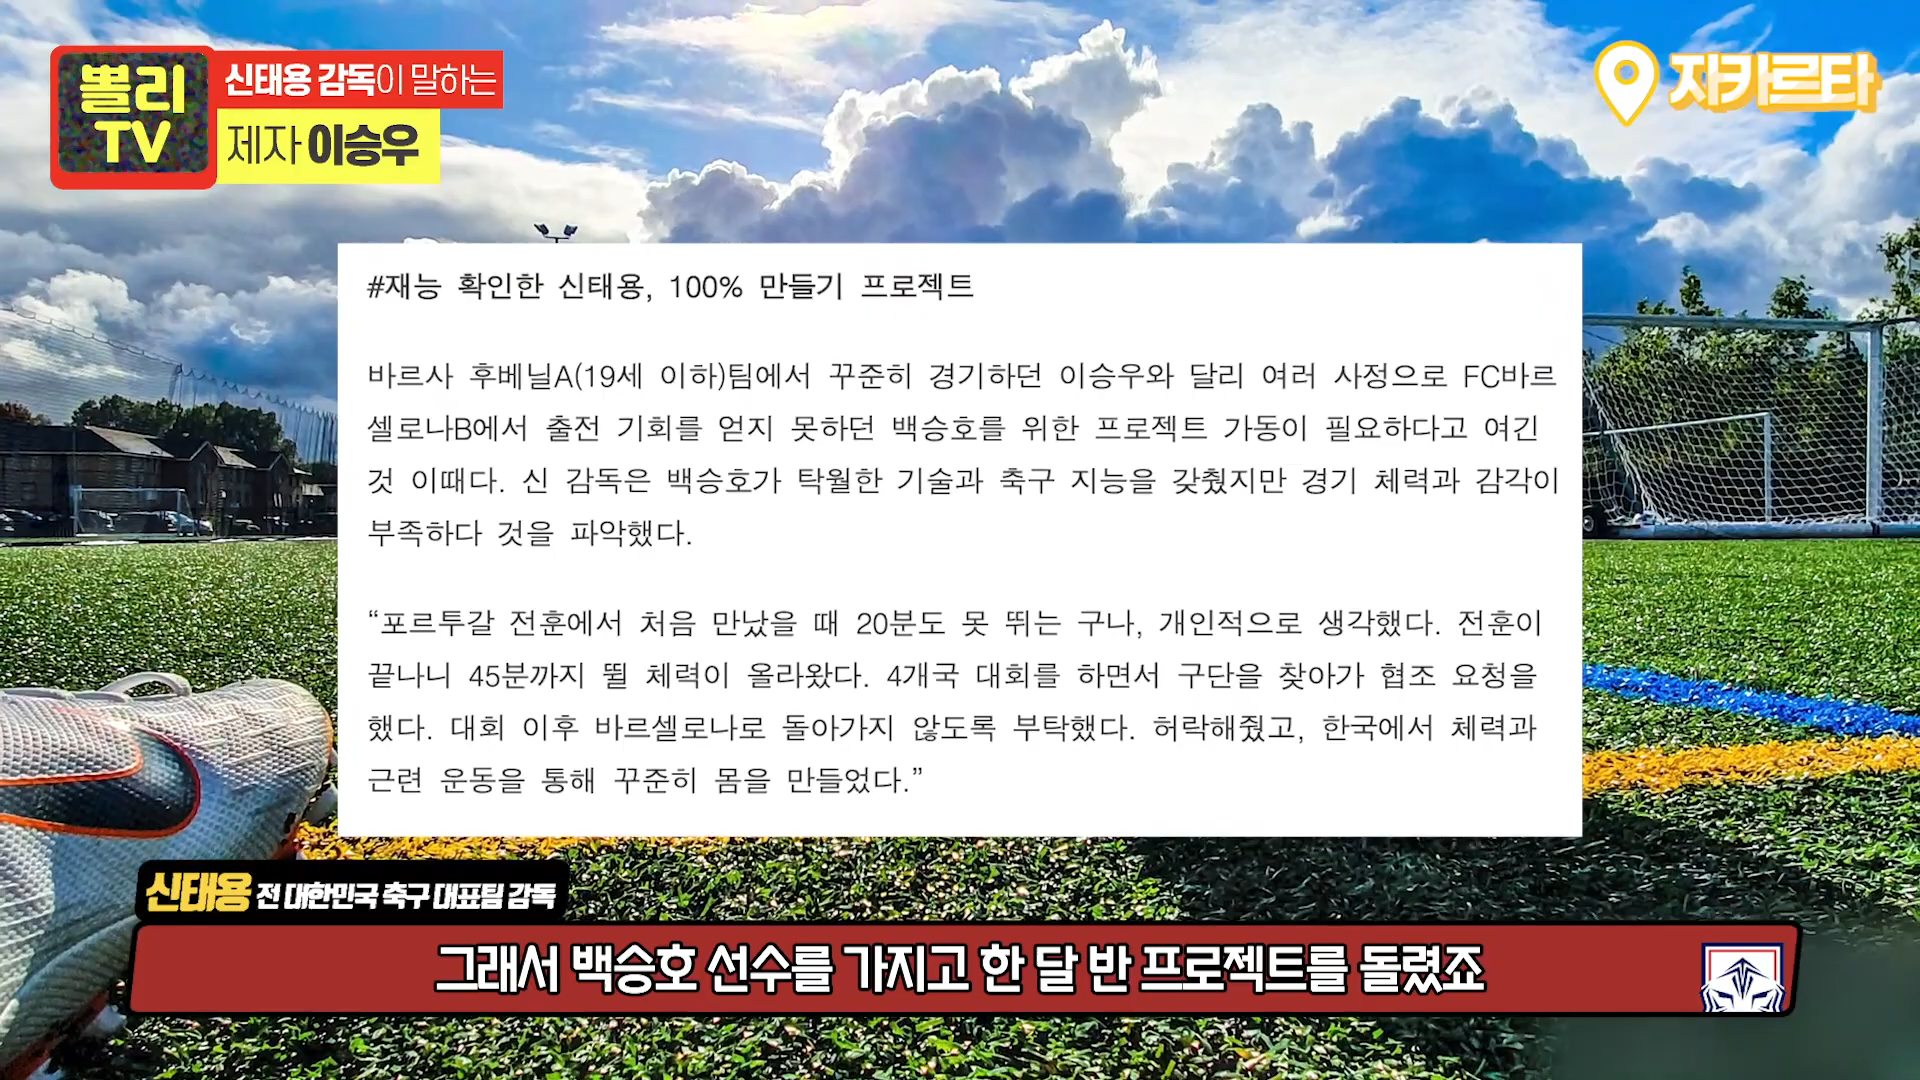 뽈리
TV
신태용 감독이 말하는
제자 이승우
자카르타
#재능 확인한 신태용, 100% 만들기 프로젝트
바르사 후베닐A(19세 이하)팀에서 꾸준히 경기하던 이승우와 달리 여러 사정으로 FC바르
셀로나B에서 출전 기회를 얻지 못하던 백승호를 위한 프로젝트 가동이 필요하다고 여긴
것 이때다. 신 감독은 백승호가 탁월한 기술과 축구 지능을 갖췄지만 경기 체력과 감각이
부족하다 것을 파악했다.
“포르투갈 전훈에서 처음 만났을 때 20분도 못 뛰는 구나, 개인적으로 생각했다. 전훈이
끝나니 45분까지 뛸 체력이 올라왔다. 4개국 대회를 하면서 구단을 찾아가 협조 요청을
했다. 대회 이후 바르셀로나로 돌아가지 않도록 부탁했다. 허락해줬고, 한국에서 체력과
근련 운동을 통해 꾸준히 몸을 만들었다.”
신태용 전 대한민국 축구 대표팀 감독
그래서 백승호 선수를 가지고 한 달 반 프로젝트를 돌렸죠